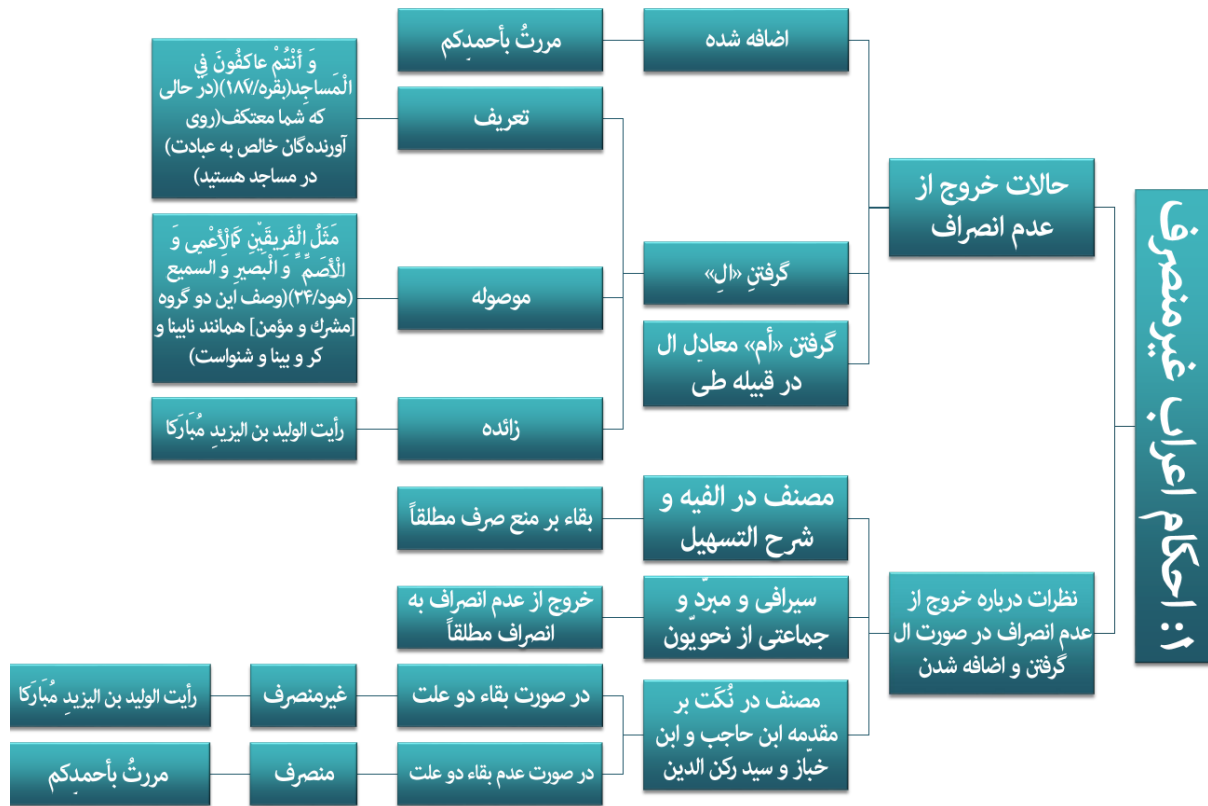 ۱: احکام اعراب غیرمنصرف
حالات خروج از
عدم انصراف
اضافه شده
مررتُ بأحمدِکم
گرفتنِ «الِ»
تعریف
وَ أَنْتُمْ عاكفُونَ فِي
الْمَساجِد(بقره/۱۸۷)(در حالی
که شما معتکف(روی
آورنده‌گان خالص به عبادت)
در مساجد هستید)
موصوله
مَثَلُ الْفَريقَيْنِ كَالْأَعْمى وَ
الْأَصَمِّ وَ الْبَصيرِ و السميع
(هود/۲۴)(وصف این دو گروه
[مشرك و مؤمن] همانند نابینا و
کر و بینا و شنواست)
زائده
رأیت الولید بن الیزیدِ مُبَارَکا
گرفتن «أم» معادلِ ال
در قبیله طی
نظرات درباره خروج از
عدم انصراف در صورت ال
گرفتن و اضافه شدن
مصنف در الفیه و
شرح التسهیل
بقاء بر منع صرف مطلقاً
سیرافی و مبرّد و
جماعتی از نحویّون
خروج از عدم انصراف به
انصراف مطلقاً
مصنف در نُکَت بر
مقدّمه ابن حاجب و ابن
خبّاز و سید رکن الدین
در صورت بقاء دو علت
غیرمنصرف
رأیت الولید بن الیزیدِ مُبَارَکا
در صورت عدم بقاء دو علت
منصرف
مررتُ بأحمدِکم